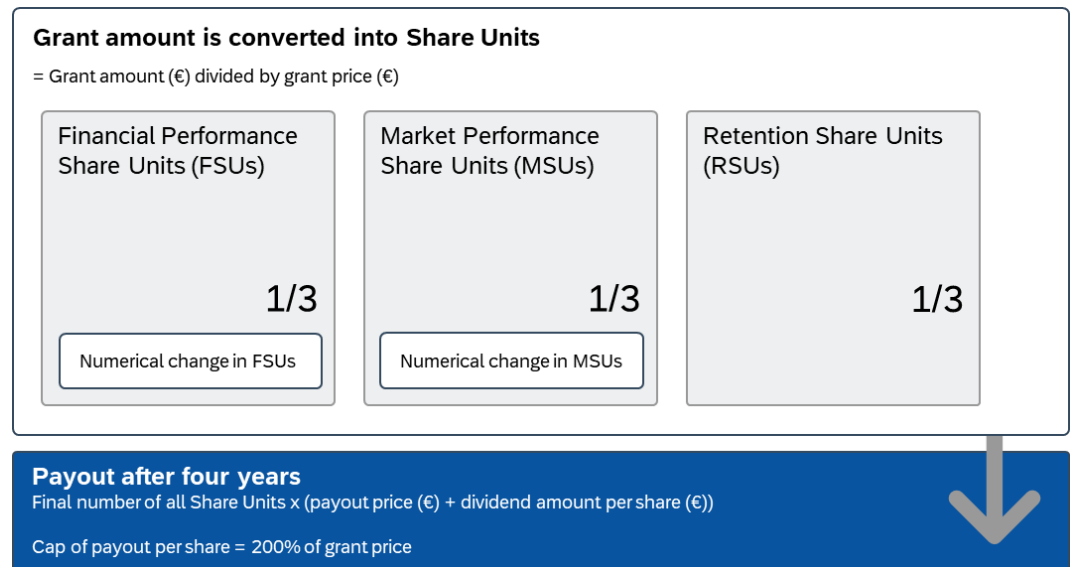 Grant amount is converted into Share Units
= Grant amount (€) divided by grant price (€)
Financial Performance
Share Units (FSUs)
1/3
Numerical change in FSUs
Market Performance
Share Units (MSUs)
1/3
Numerical change in MSUs
Retention Share Units
(RSUs)
1/3
Payout after four years
Final number of all Share Units x (payout price (€) + dividend amount per share (€))
Cap of payout per share = 200% of grant price